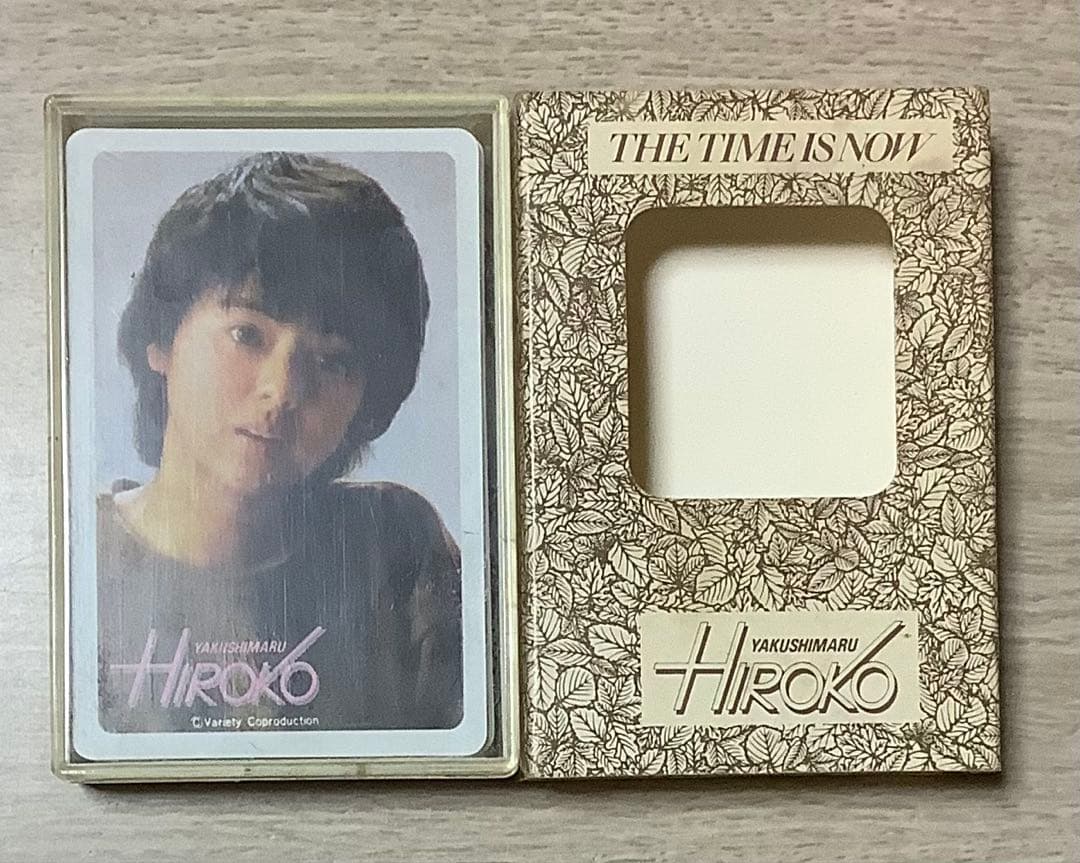 YAKUSHIMARU
HIROKO
©Variety Coproduction
THE TIME IS NOW
YAKUSHIMARU
HIROKO